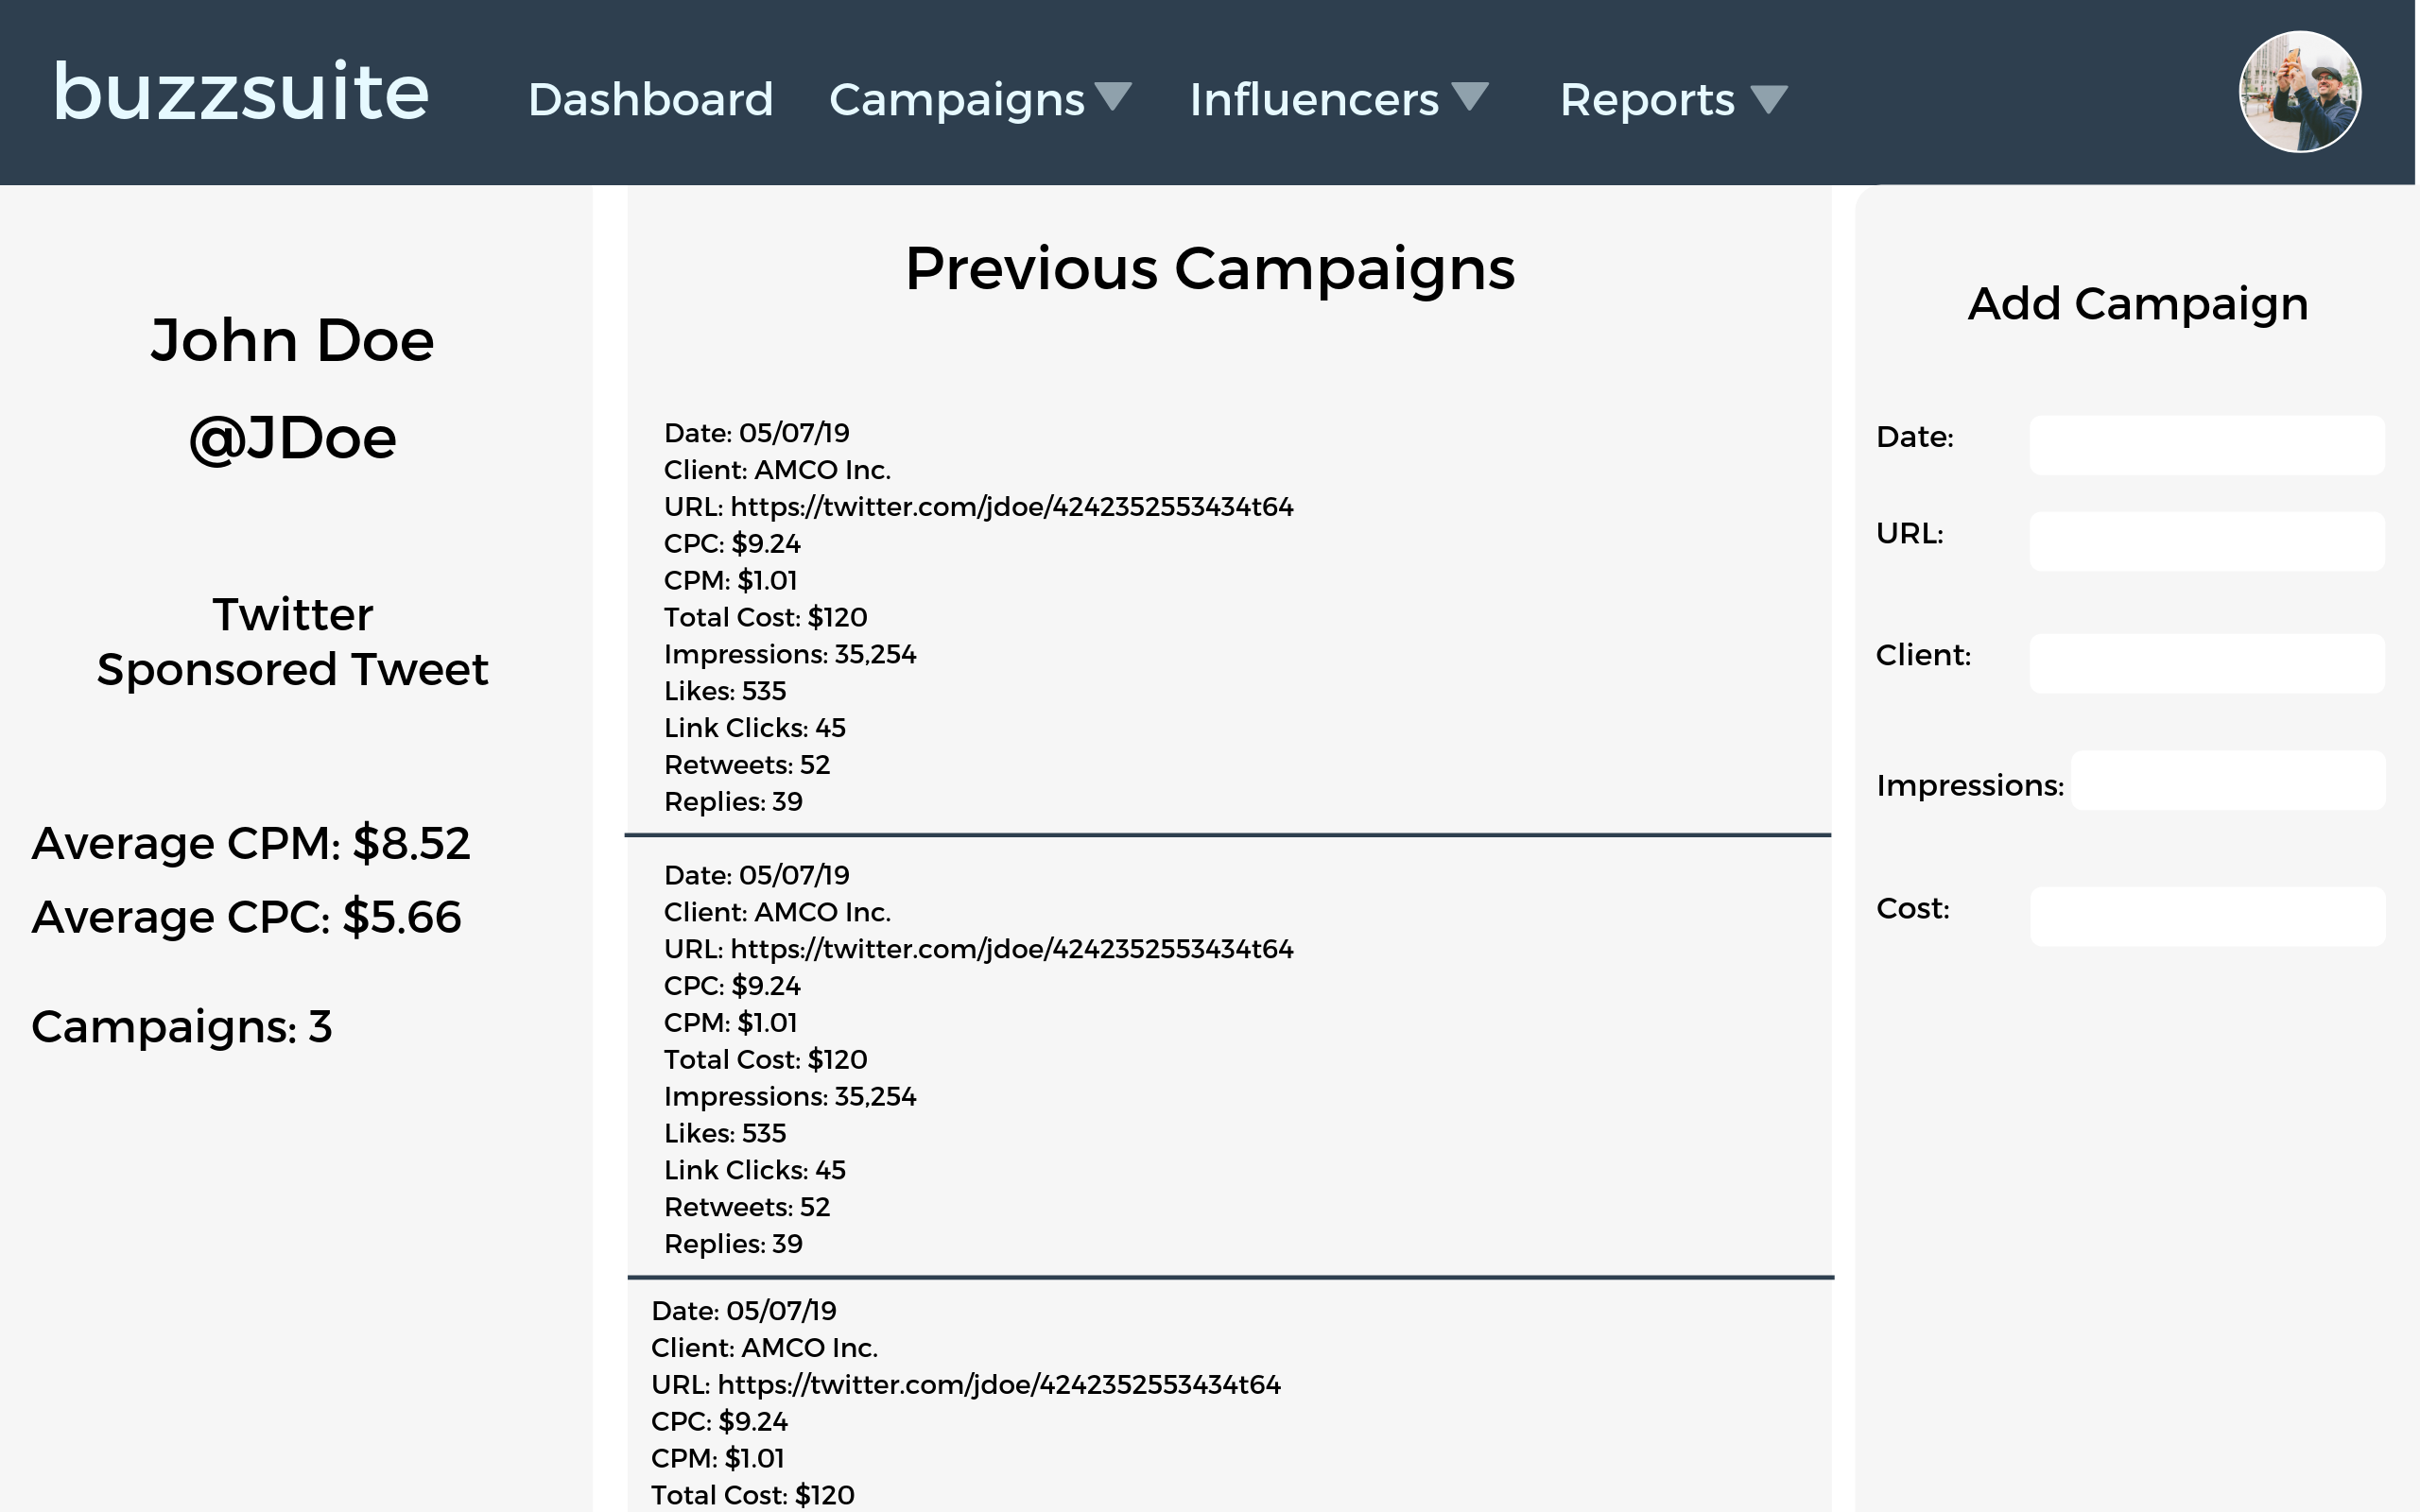 buzzsuite
Dashboard
Campaigns
Influencers
Reports
John Doe
@JDoe
Twitter
Sponsored Tweet
Average CPM: $8.52
Average CPC: $5.66
Campaigns: 3
Previous Campaigns
Date: 05/07/19
Client: AMCO Inc.
URL: https://twitter.com/jdoe/4242352553434t64
CPC: $9.24
CPM: $1.01
Total Cost: $120
Impressions: 35,254
Likes: 535
Link Clicks: 45
Retweets: 52
Replies: 39
Date: 05/07/19
Client: AMCO Inc.
URL: https://twitter.com/jdoe/4242352553434t64
CPC: $9.24
CPM: $1.01
Total Cost: $120
Impressions: 35,254
Likes: 535
Link Clicks: 45
Retweets: 52
Replies: 39
Date: 05/07/19
Client: AMCO Inc.
URL: https://twitter.com/jdoe/4242352553434t64
CPC: $9.24
CPM: $1.01
Total Cost: $120
Add Campaign
Date:
URL:
Client:
Impressions:
Cost: